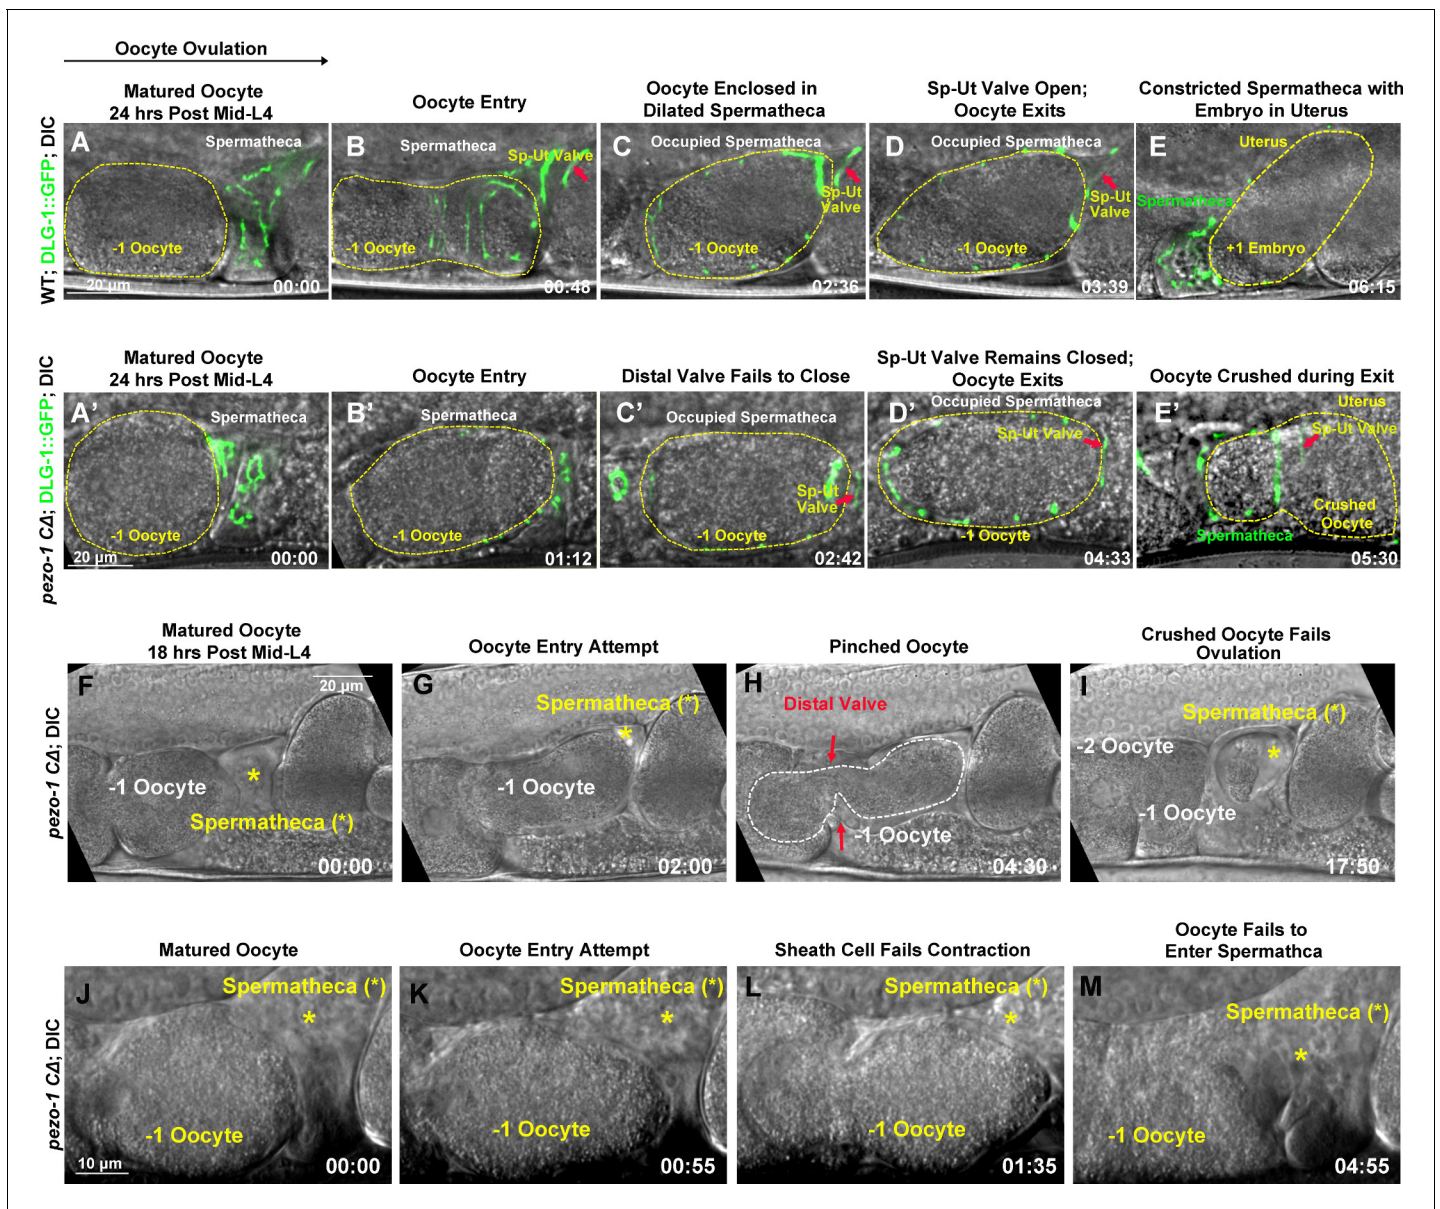 Oocyte Ovulation
Matured Oocyte
24 hrs Post Mid-L4
Oocyte Entry
Oocyte Enclosed in
Dilated Spermatheca
Sp-Ut Valve Open;
Oocyte Exits
Constricted Spermatheca with
Embryo in Uterus
WT; DLG-1::GFP; DIC
A
Spermatheca
-1 Oocyte
20 µm
00:00
B
Spermatheca
Sp-Ut Valve
-1 Oocyte
00:48
C
Occupied Spermatheca
Sp-Ut
Valve
-1 Oocyte
02:36
D
Occupied Spermatheca
Sp-Ut
Valve
-1 Oocyte
03:39
E
Uterus
Spermatheca
+1 Embryo
06:15
Matured Oocyte
24 hrs Post Mid-L4
Oocyte Entry
Distal Valve Fails to Close
Sp-Ut Valve Remains Closed;
Oocyte Exits
Oocyte Crushed during Exit
pezo-1 CΔ; DLG-1::GFP; DIC
A'
Spermatheca
-1 Oocyte
20 µm
00:00
B'
Spermatheca
-1 Oocyte
01:12
C'
Occupied Spermatheca
Sp-Ut
Valve
-1 Oocyte
02:42
D'
Occupied Spermatheca
Sp-Ut Valve
-1 Oocyte
04:33
E'
Uterus
Sp-Ut Valve
Crushed
Oocyte
Spermatheca
05:30
Matured Oocyte
18 hrs Post Mid-L4
Oocyte Entry Attempt
Pinched Oocyte
Crushed Oocyte Fails
Ovulation
pezo-1 CΔ; DIC
F
20 µm
-1 Oocyte
*
Spermatheca (*)
00:00
G
Spermatheca (*)
*
-1 Oocyte
02:00
H
Distal Valve
-1 Oocyte
04:30
I
Spermatheca (*)
-2 Oocyte
*
-1 Oocyte
17:50
Matured Oocyte
Oocyte Entry Attempt
Sheath Cell Fails Contraction
Oocyte Fails to
Enter Spermathca
pezo-1 CΔ; DIC
J
Spermatheca (*)
*
-1 Oocyte
10 µm
00:00
K
Spermatheca (*)
*
-1 Oocyte
00:55
L
Spermatheca (*)
*
-1 Oocyte
01:35
M
Spermatheca (*)
*
-1 Oocyte
04:55